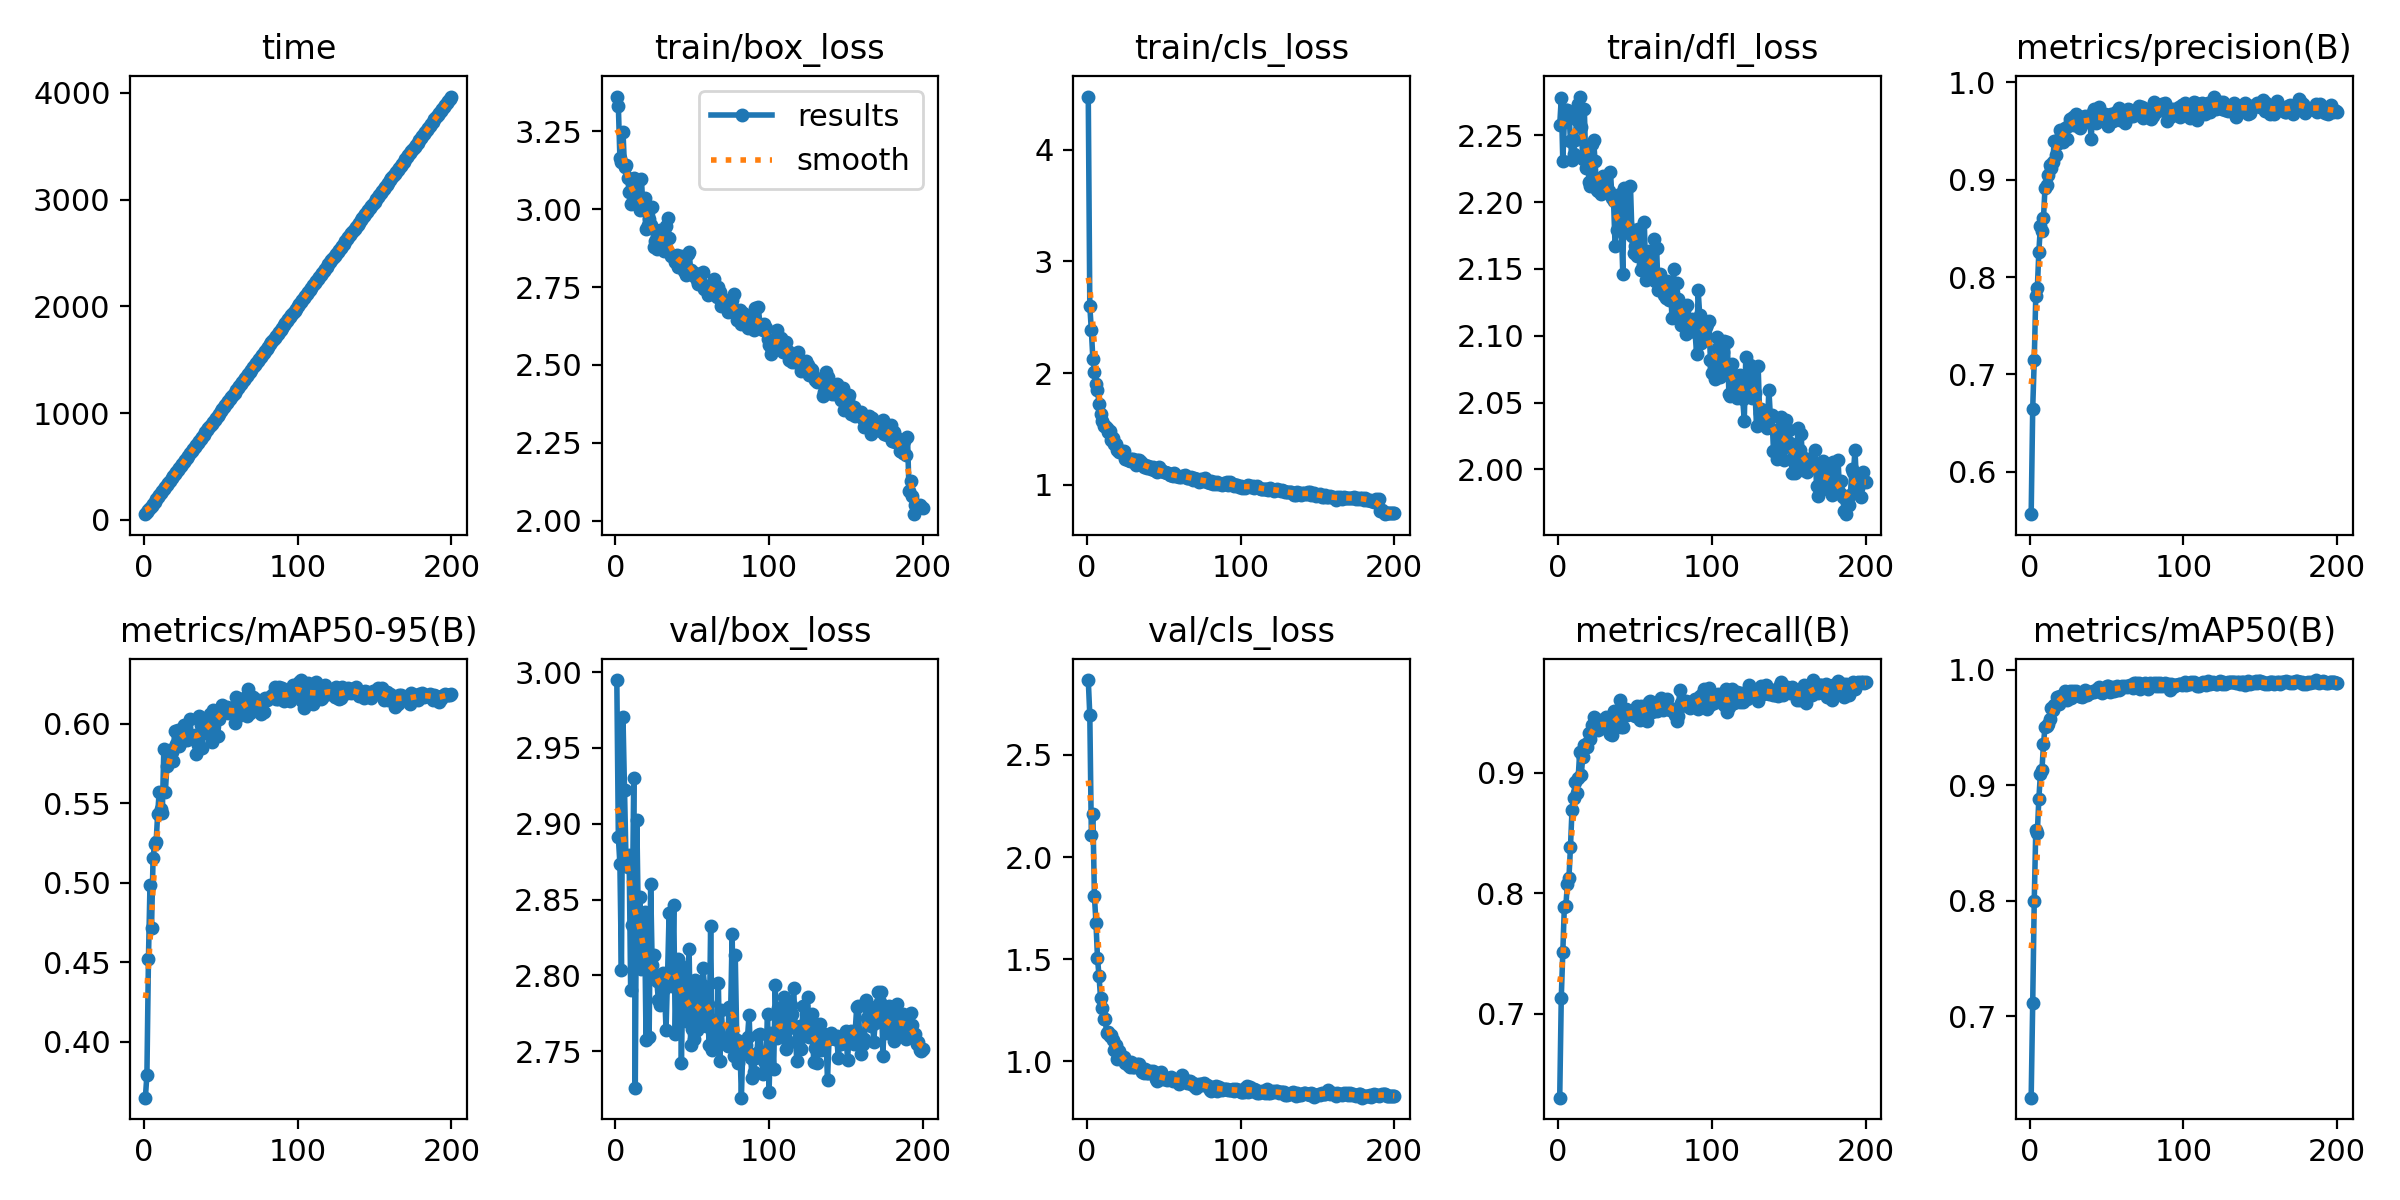 time
4000
3000
2000
1000
0
0 100 200
train/box_loss
results
smooth
3.25
3.00
2.75
2.50
2.25
2.00
0 100 200
train/cls_loss
4
3
2
1
0 100 200
train/dfl_loss
2.25
2.20
2.15
2.10
2.05
2.00
0 100 200
metrics/precision(B)
1.0
0.9
0.8
0.7
0.6
0 100 200
metrics/mAP50-95(B)
0.60
0.55
0.50
0.45
0.40
0 100 200
val/box_loss
3.00
2.95
2.90
2.85
2.80
2.75
0 100 200
val/cls_loss
2.5
2.0
1.5
1.0
0 100 200
metrics/recall(B)
0.9
0.8
0.7
0 100 200
metrics/mAP50(B)
1.0
0.9
0.8
0.7
0 100 200